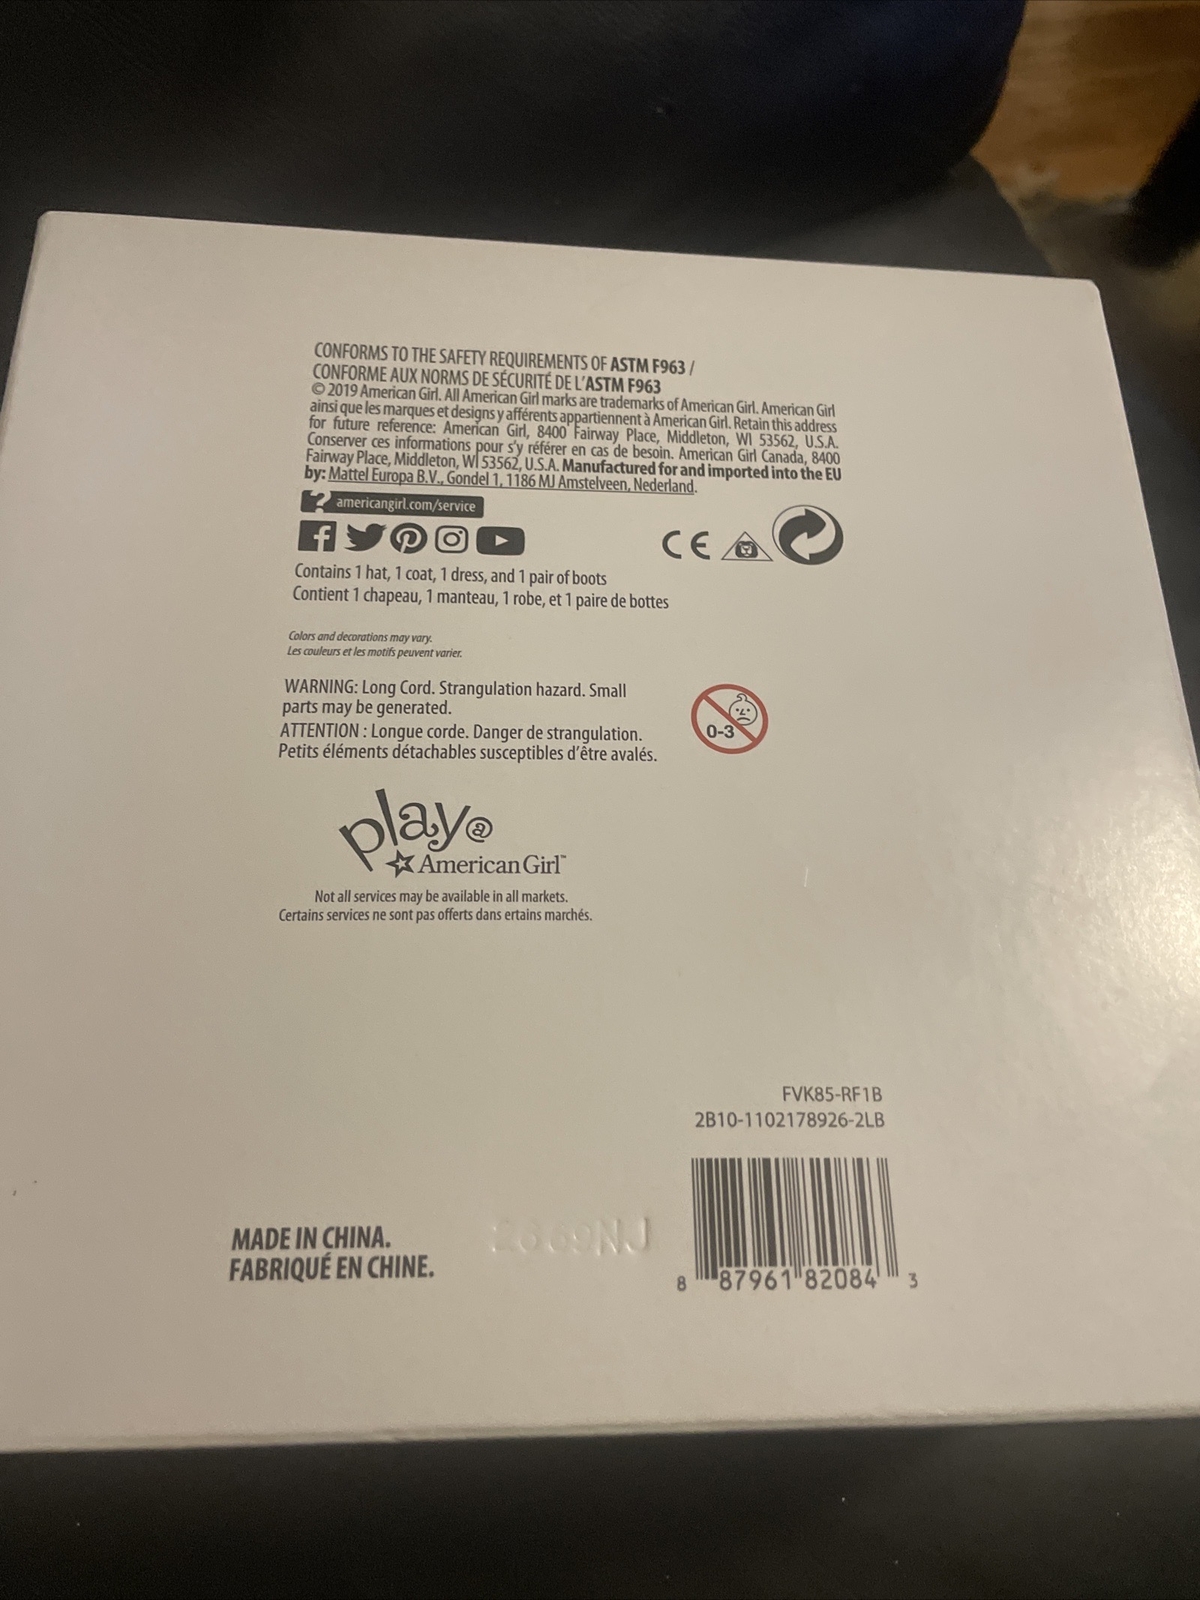 CONFORMS TO THE SAFETY REQUIREMENTS OF ASTM F963 /
CONFORME AUX NORMS DE SÉCURITÉ DE L'ASTM F963
© 2019 American Girl. All American Girl marks are trademarks of American Girl. American Girl
ainsi que les marques et designs y afférents appartiennent à American Girl. Retain this address
for future reference: American Girl, 8400 Fairway Place, Middleton, WI 53562, U.S.A.
Conserver ces informations pour s'y référer en cas de besoin. American Girl Canada, 8400
Fairway Place, Middleton, WI 53562, U.S.A. Manufactured for and imported into the EU
by: Mattel Europa B.V., Gondel 1, 1186 MJ Amstelveen, Nederland.
? americangirl.com/service
CE
Contains 1 hat, 1 coat, 1 dress, and 1 pair of boots
Contient 1 chapeau, 1 manteau, 1 robe, et 1 paire de bottes
Colors and decorations may vary.
Les couleurs et les motifs peuvent varier.
WARNING: Long Cord. Strangulation hazard. Small
parts may be generated.
ATTENTION : Longue corde. Danger de strangulation.
Petits éléments détachables susceptibles d'être avalés.
0-3
play@
American Girl™
Not all services may be available in all markets.
Certains services ne sont pas offerts dans ertains marchés.
FVK85-RF1B
2B10-1102178926-2LB
MADE IN CHINA.
FABRIQUÉ EN CHINE.
8 87961 82084 3